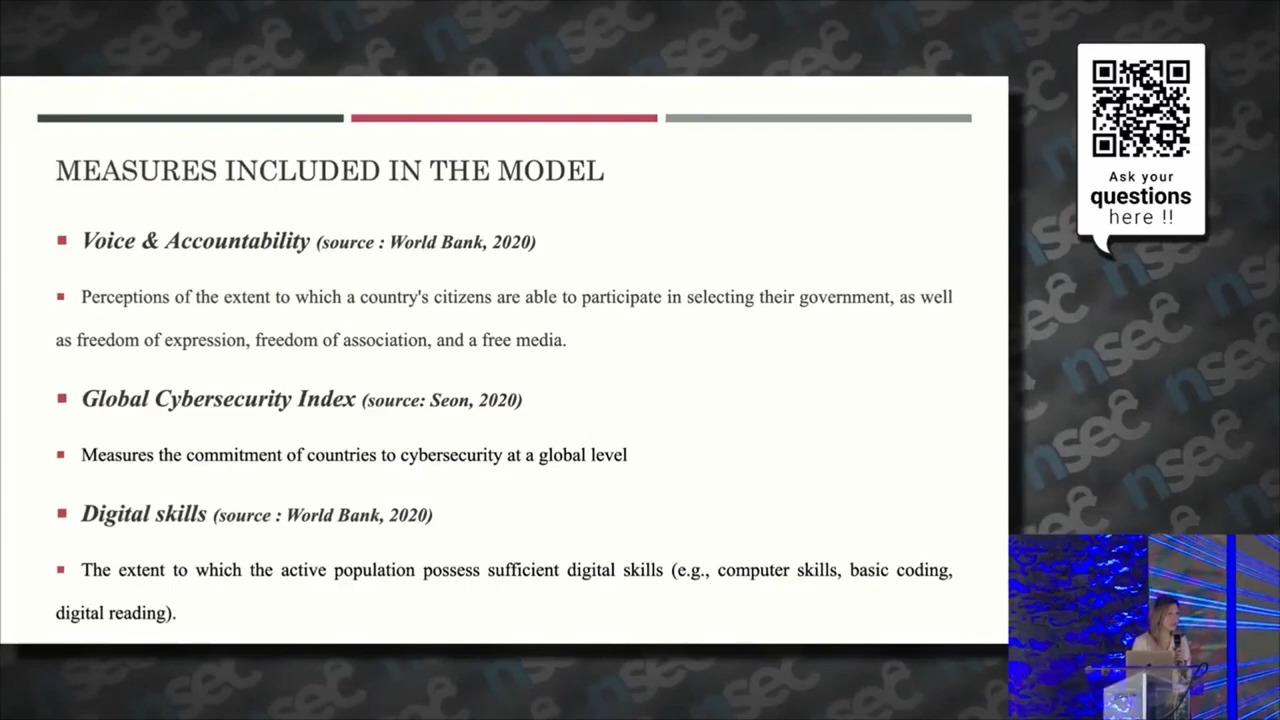 MEASURES INCLUDED IN THE MODEL
Voice & Accountability (source : World Bank, 2020)
Perceptions of the extent to which a country's citizens are able to participate in selecting their government, as well
as freedom of expression, freedom of association, and a free media.
Global Cybersecurity Index (source: Seon, 2020)
Measures the commitment of countries to cybersecurity at a global level
Digital skills (source : World Bank, 2020)
The extent to which the active population possess sufficient digital skills (e.g., computer skills, basic coding,
digital reading).
Ask your
questions
here !!
nsec